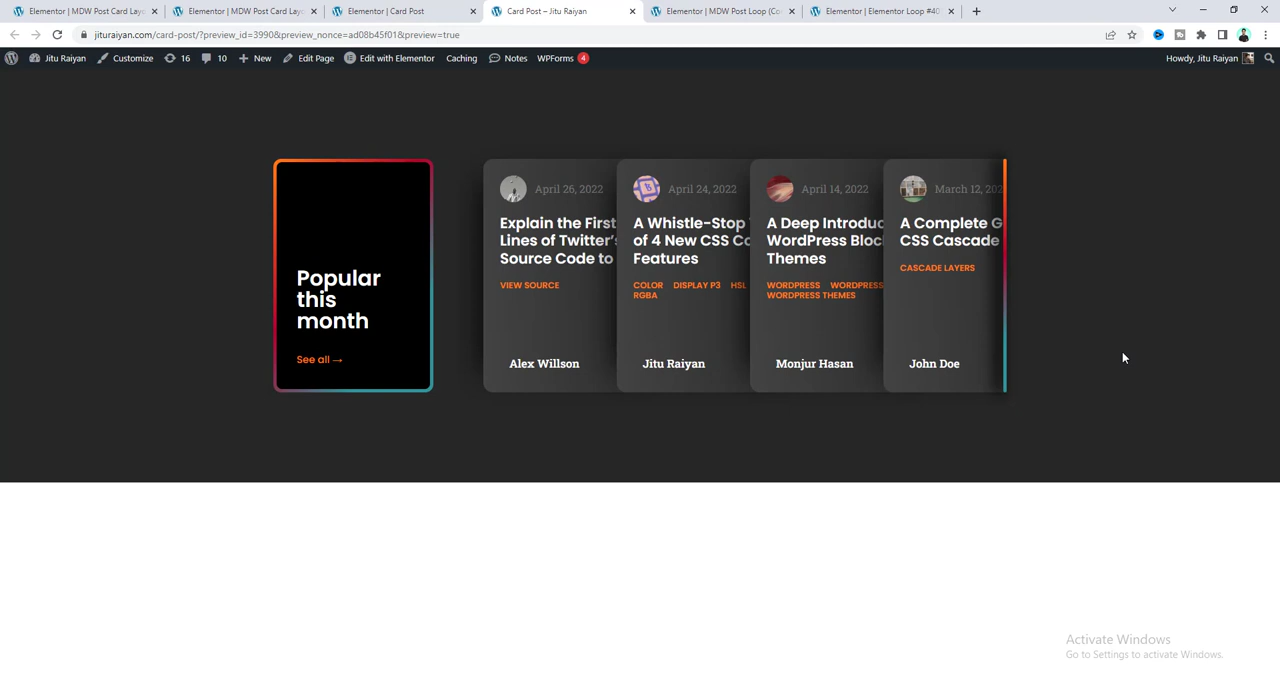 Elementor | MDW Post Card Laye
Elementor | MDW Post Card Laye
Elementor | Card Post
Card Post – Jitu Raiyan
Elementor | MDW Post Loop (Co
Elementor | Elementor Loop #40
jituraiyan.com/card-post/?preview_id=3990&preview_nonce=ad08b45f01&preview=true
Jitu Raiyan
Customize
16
10
New
Edit Page
Edit with Elementor
Caching
Notes
WPForms 4
Howdy, Jitu Raiyan
Popular
this
month
See all →
April 26, 2022
Explain the First
Lines of Twitter's
Source Code to
VIEW SOURCE
Alex Willson
April 24, 2022
A Whistle-Stop
of 4 New CSS Co
Features
COLOR DISPLAY P3 HSL
RGBA
Jitu Raiyan
April 14, 2022
A Deep Introduc
WordPress Bloc
Themes
WORDPRESS WORDPRESS
WORDPRESS THEMES
Monjur Hasan
March 12, 202
A Complete G
CSS Cascade
CASCADE LAYERS
John Doe
Activate Windows
Go to Settings to activate Windows.